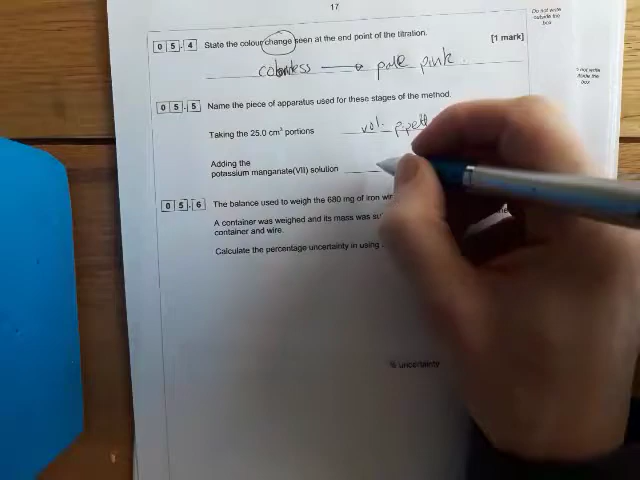 17
Do not write
outside the
box
0 5 . 4 State the colour change seen at the end point of the titration.
[1 mark]
colourless → pale pink.
0 5 . 5 Name the piece of apparatus used for these stages of the method.
Taking the 25.0 cm³ portions vol. pipett
Adding the
potassium manganate(VII) solution
0 5 . 6 The balance used to weigh the 680 mg of iron
A container was weighed and its mass was
container and wire.
Calculate the percentage uncertainty in using
% uncertainty